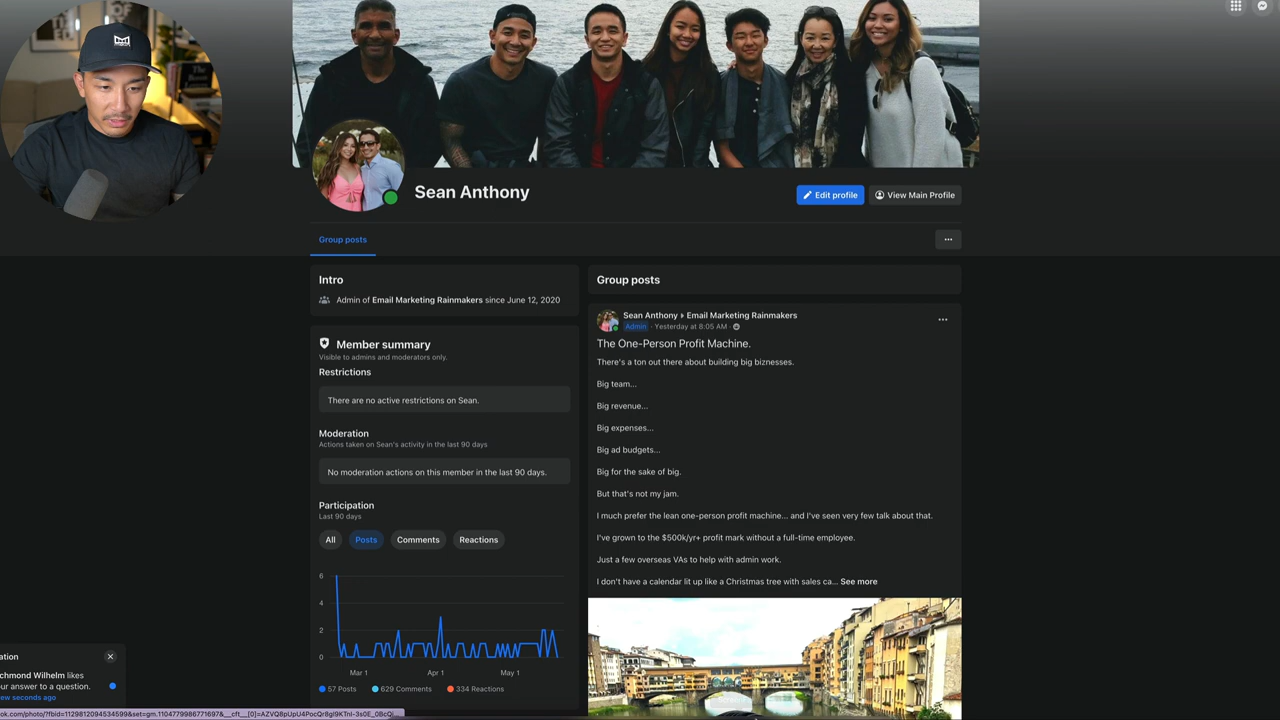 Sean Anthony
Edit profile
View Main Profile
Group posts
Intro
Admin of Email Marketing Rainmakers since June 12, 2020
Member summary
Visible to admins and moderators only.
Restrictions
There are no active restrictions on Sean.
Moderation
Actions taken on Sean's activity in the last 90 days
No moderation actions on this member in the last 90 days.
Participation
Last 90 days
All
Posts
Comments
Reactions
6
4
2
0
Mar 1
Apr 1
May 1
57 Posts
629 Comments
334 Reactions
Group posts
Sean Anthony
Email Marketing Rainmakers
Admin · Yesterday at 8:05 AM ·
The One-Person Profit Machine.
There's a ton out there about building big biznesses.
Big team...
Big revenue...
Big expenses...
Big ad budgets...
Big for the sake of big.
But that's not my jam.
I much prefer the lean one-person profit machine... and I've seen very few talk about that.
I've grown to the $500k/yr+ profit mark without a full-time employee.
Just a few overseas VAs to help with admin work.
I don't have a calendar lit up like a Christmas tree with sales ca... See more
ation
chmond Wilhelm likes
ur answer to a question.
ew seconds ago